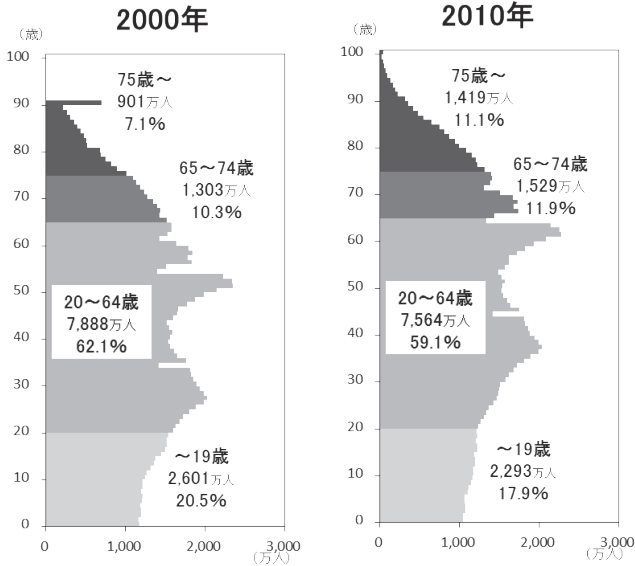 2000年
(歳)
100
90
80
70
60
50
40
30
20
10
0
75歳～
901万人
7.1%
65～74歳
1,303万人
10.3%
20～64歳
7,888万人
62.1%
～19歳
2,601万人
20.5%
0
1,000
2,000
3,000
(万人)
2010年
(歳)
100
90
80
70
60
50
40
30
20
10
0
75歳～
1,419万人
11.1%
65～74歳
1,529万人
11.9%
20～64歳
7,564万人
59.1%
～19歳
2,293万人
17.9%
0
1,000
2,000
3,000
(万人)